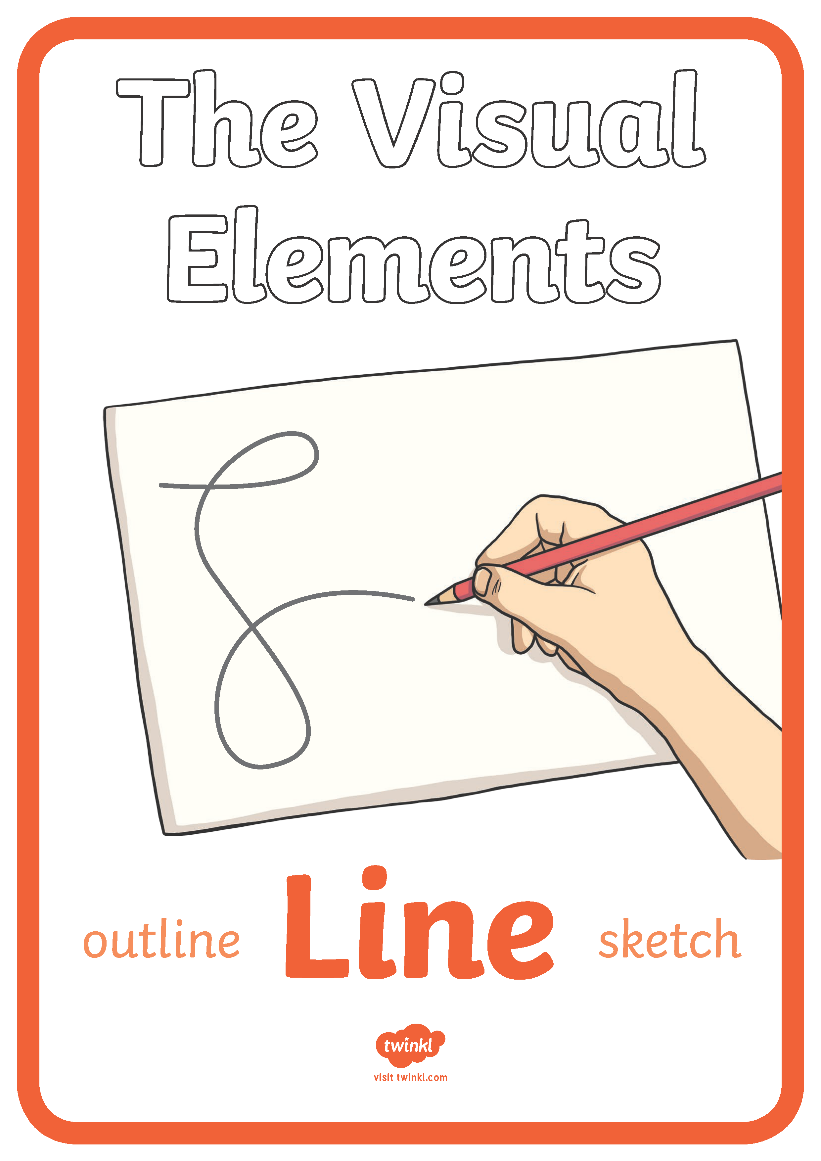 The Visual
Elements
outline Line sketch
twinkl
visit twinkl.com